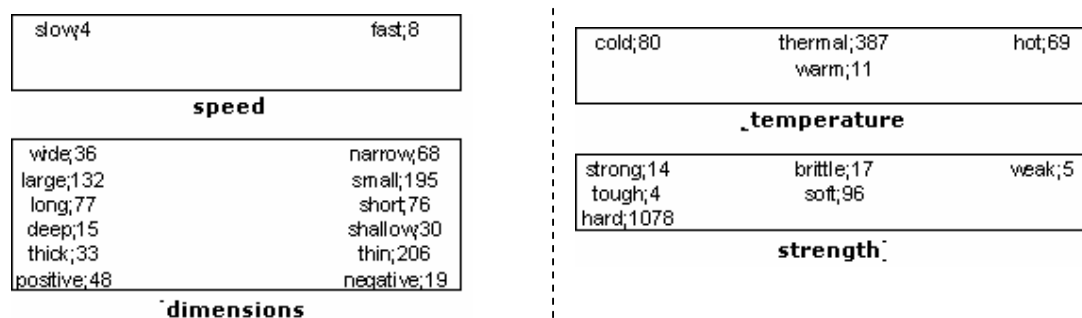 slow;4 fast;8
speed
wide;36 narrow;68
large;132 small;195
long;77 short;76
deep;15 shallow;30
thick;33 thin;206
positive;48 negative;19
dimensions
cold;80 thermal;387 hot;69
warm;11
temperature
strong;14 brittle;17 weak;5
tough;4 soft;96
hard;1078
strength